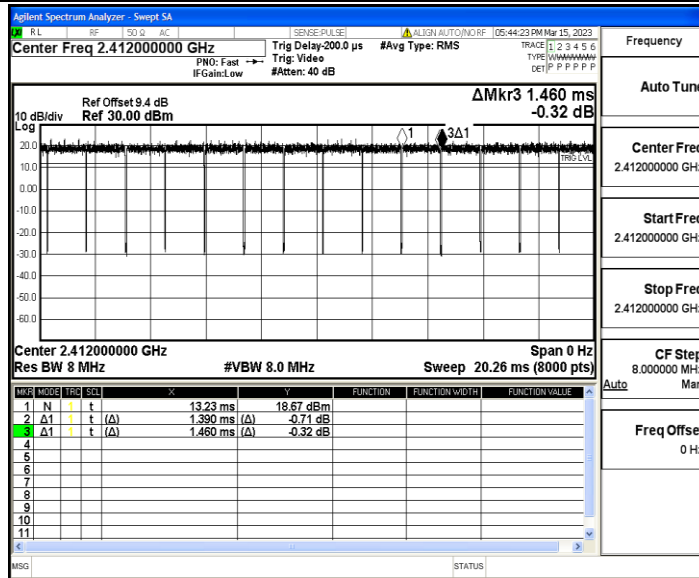 Agilent Spectrum Analyzer - Swept SA
RL RF 50 Ω AC SENSE:PULSE ALIGN AUTO/NO RF 05:44:23 PM Mar 15, 2023
Center Freq 2.412000000 GHz
PNO: Fast
IFGain:Low
Trig Delay-200.0 µs
Trig: Video
#Atten: 40 dB
#Avg Type: RMS
TRACE 1 2 3 4 5 6
TYPE WWWWWW
DET P P P P P P
Ref Offset 9.4 dB
10 dB/div Ref 30.00 dBm
Log
ΔMkr3 1.460 ms
-0.32 dB
1 3Δ1
TRIG LVL
20.0
10.0
0.00
-10.0
-20.0
-30.0
-40.0
-50.0
-60.0
Center 2.412000000 GHz Span 0 Hz
Res BW 8 MHz #VBW 8.0 MHz Sweep 20.26 ms (8000 pts)
MKR MODE TRC SCL X Y FUNCTION FUNCTION WIDTH FUNCTION VALUE
1 N 1 t 13.23 ms 18.67 dBm
2 Δ1 1 t (Δ) 1.390 ms (Δ) -0.71 dB
3 Δ1 1 t (Δ) 1.460 ms (Δ) -0.32 dB
4
5
6
7
8
9
10
11
MSG STATUS
Frequency
Auto Tune
Center Freq
2.412000000 GHz
Start Freq
2.412000000 GHz
Stop Freq
2.412000000 GHz
CF Step
8.000000 MHz
Auto Man
Freq Offset
0 Hz